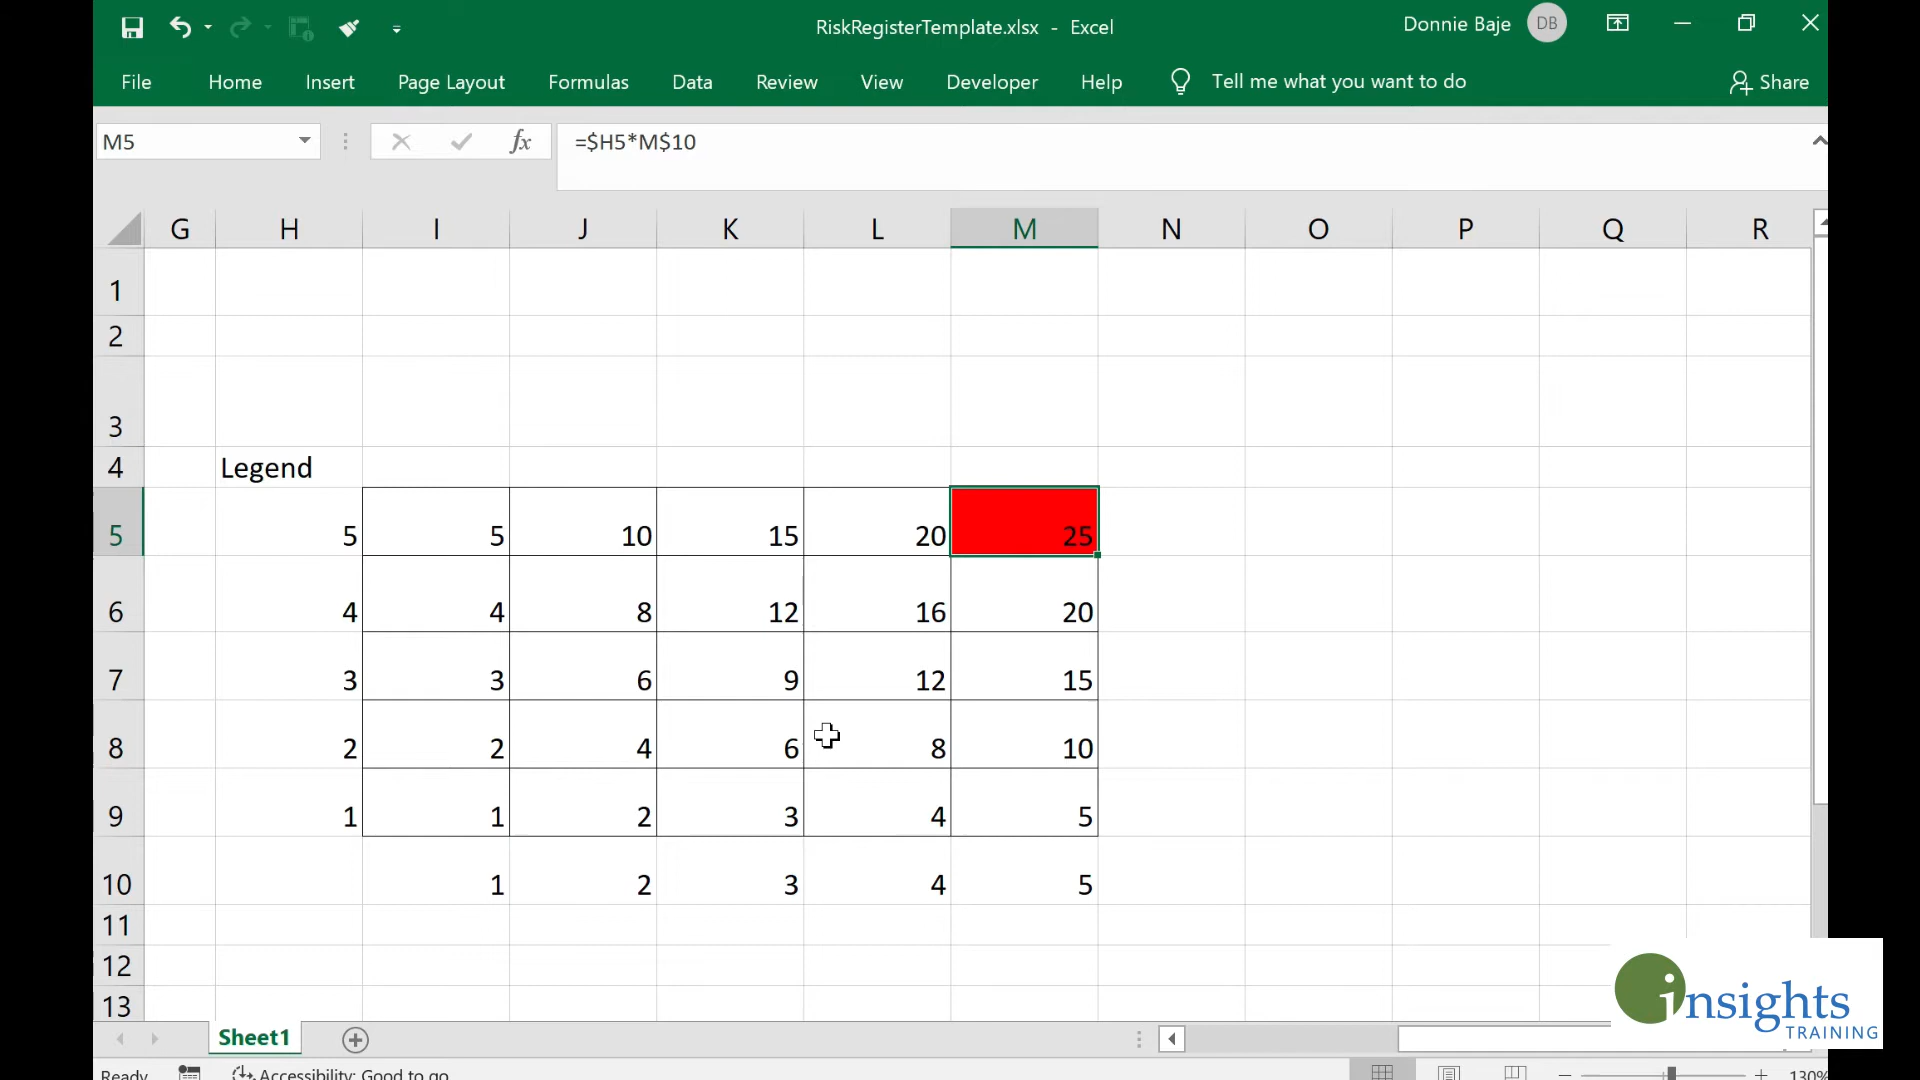 RiskRegisterTemplate.xlsx - Excel
Donnie Baje DB
File Home Insert Page Layout Formulas Data Review View Developer Help Tell me what you want to do Share
M5 fx =$H5*M$10
G H I J K L M N O P Q R
1
2
3
4 Legend
5 5 5 10 15 20 25
6 4 4 8 12 16 20
7 3 3 6 9 12 15
8 2 2 4 6 8 10
9 1 1 2 3 4 5
10 1 2 3 4 5
11
12
13
insights
TRAINING
Sheet1
Ready Accessibility: Good to go 130%